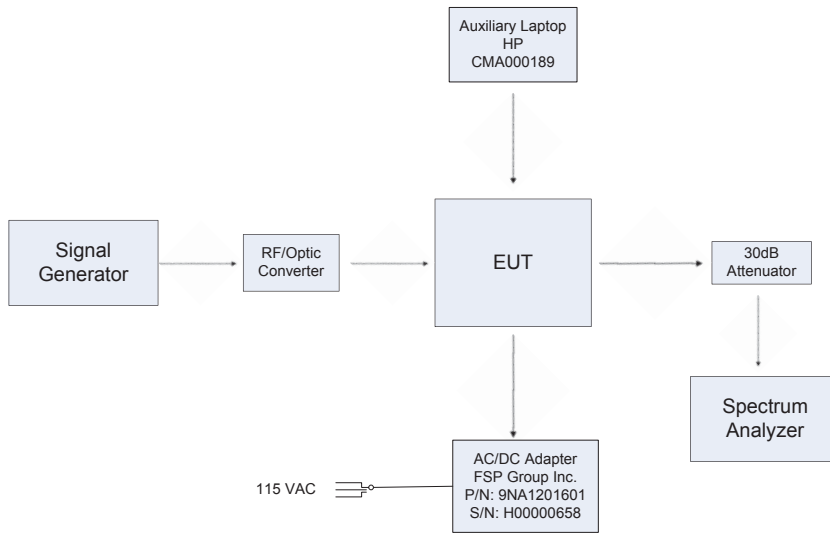 Auxiliary Laptop
HP
CMA000189
Signal
Generator
RF/Optic
Converter
EUT
30dB
Attenuator
Spectrum
Analyzer
115 VAC
AC/DC Adapter
FSP Group Inc.
P/N: 9NA1201601
S/N: H00000658